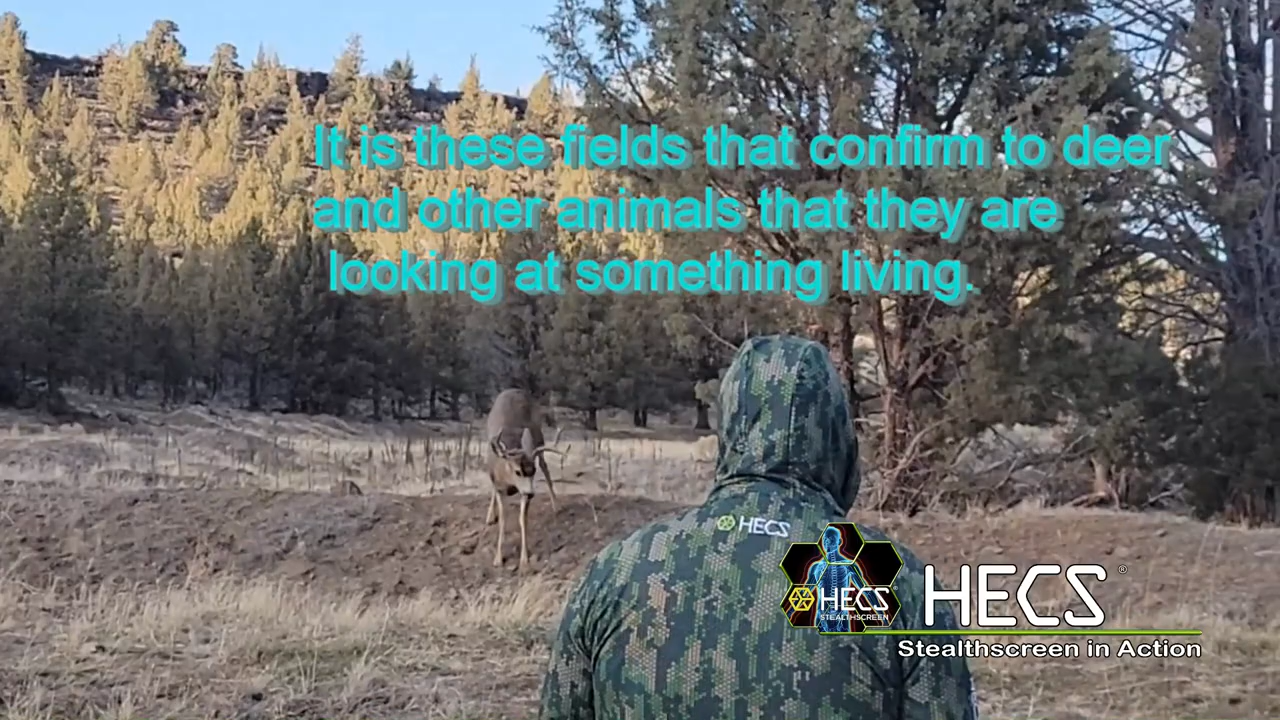 It is these fields that confirm to deer
and other animals that they are
looking at something living.
HECS
HECS
STEALTHSCREEN
HECS®
Stealthscreen in Action